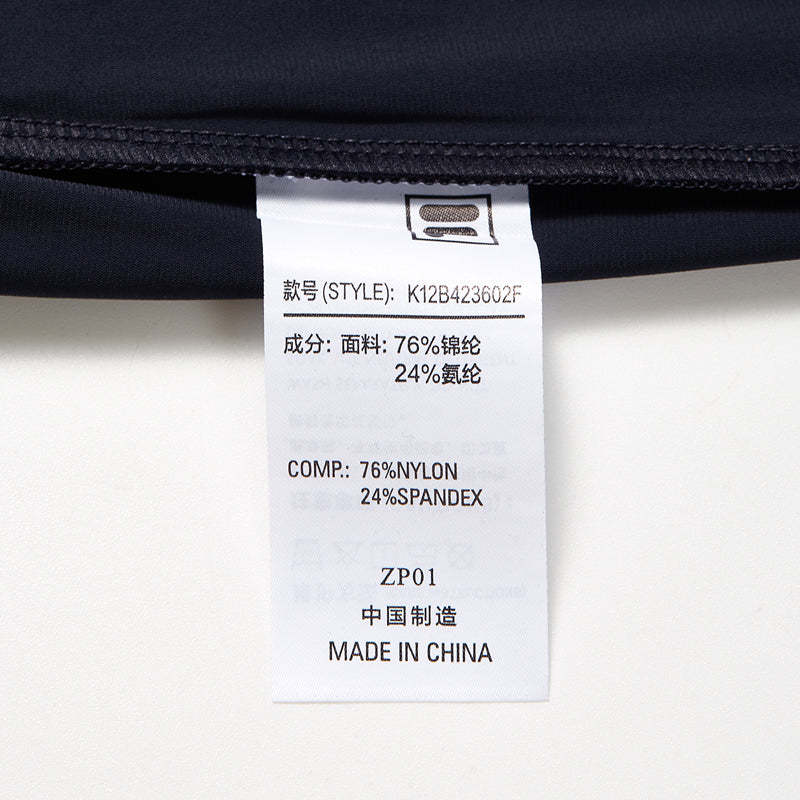 款号(STYLE): K12B423602F
成分: 面料: 76%锦纶
24%氨纶
COMP.: 76%NYLON
24%SPANDEX
ZP01
中国制造
MADE IN CHINA